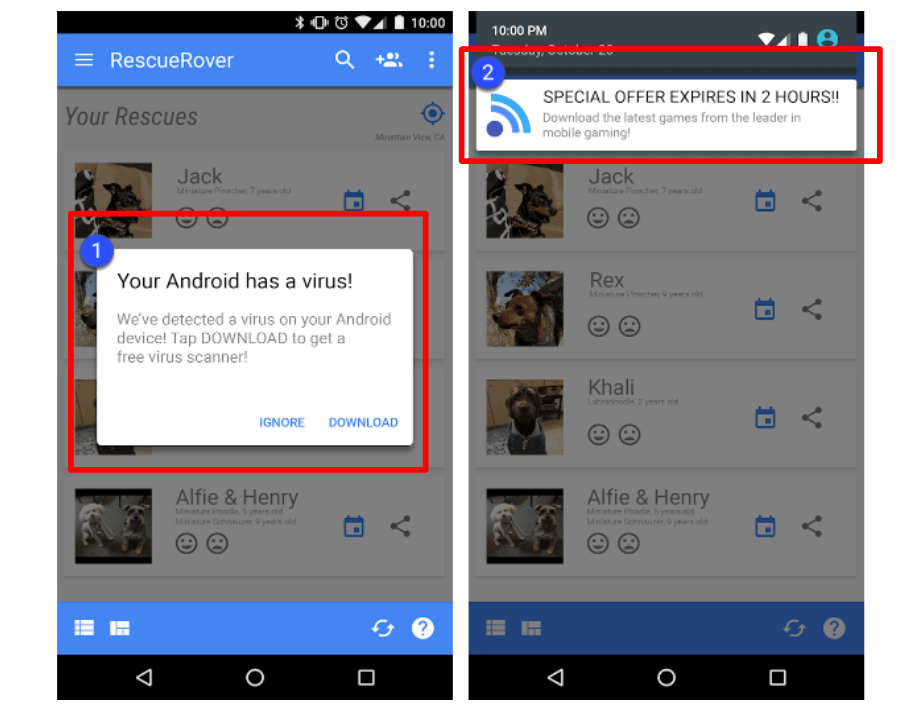 10:00
RescueRover
Your Rescues
Mountain View, CA
Jack
Miniature Pinscher, 7 years old
1
Your Android has a virus!
We've detected a virus on your Android
device! Tap DOWNLOAD to get a
free virus scanner!
IGNORE DOWNLOAD
Alfie & Henry
Miniature Poodle, 5 years old
Miniature Schnauzer, 9 years old
10:00 PM
Tuesday, October 20
2
SPECIAL OFFER EXPIRES IN 2 HOURS!!
Download the latest games from the leader in
mobile gaming!
Jack
Miniature Pinscher, 7 years old
Rex
Miniature Pinscher, 9 years old
Khali
Labradoodle, 2 years old
Alfie & Henry
Miniature Poodle, 5 years old
Miniature Schnauzer, 9 years old